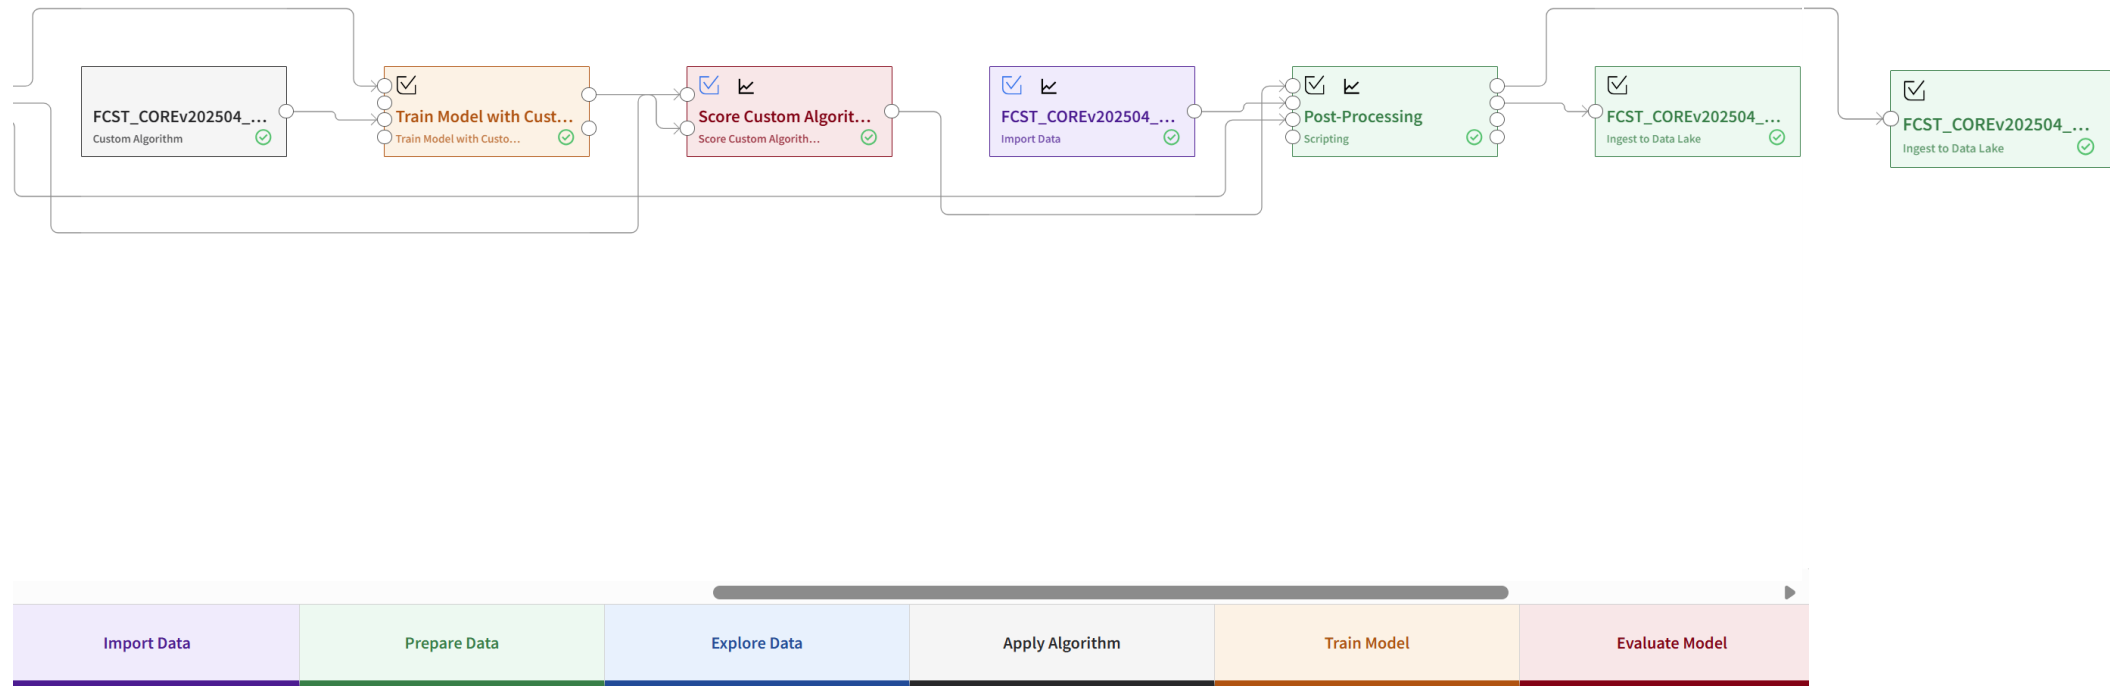 FCST_COREv202504_...
Custom Algorithm
Train Model with Cust...
Train Model with Custo...
Score Custom Algorit...
Score Custom Algorith...
FCST_COREv202504_...
Import Data
Post-Processing
Scripting
FCST_COREv202504_...
Ingest to Data Lake
FCST_COREv202504_...
Ingest to Data Lake
Import Data
Prepare Data
Explore Data
Apply Algorithm
Train Model
Evaluate Model